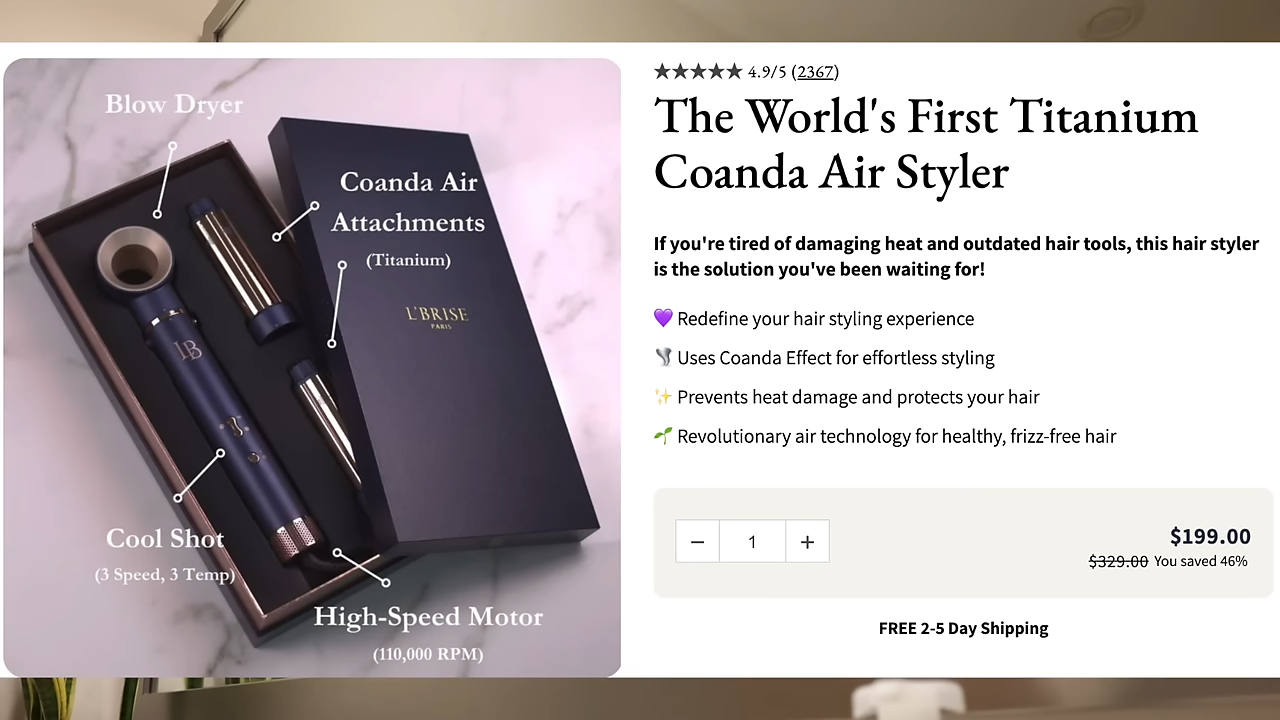 Blow Dryer
Coanda Air
Attachments
(Titanium)
L'BRISE
PARIS
LB
Cool Shot
(3 Speed, 3 Temp)
High-Speed Motor
(110,000 RPM)
★★★★★ 4.9/5 (2367)
The World's First Titanium
Coanda Air Styler
If you're tired of damaging heat and outdated hair tools, this hair styler
is the solution you've been waiting for!
💜 Redefine your hair styling experience
🌪️ Uses Coanda Effect for effortless styling
✨ Prevents heat damage and protects your hair
🌱 Revolutionary air technology for healthy, frizz-free hair
− 1 +
$199.00
$329.00 You saved 46%
FREE 2-5 Day Shipping